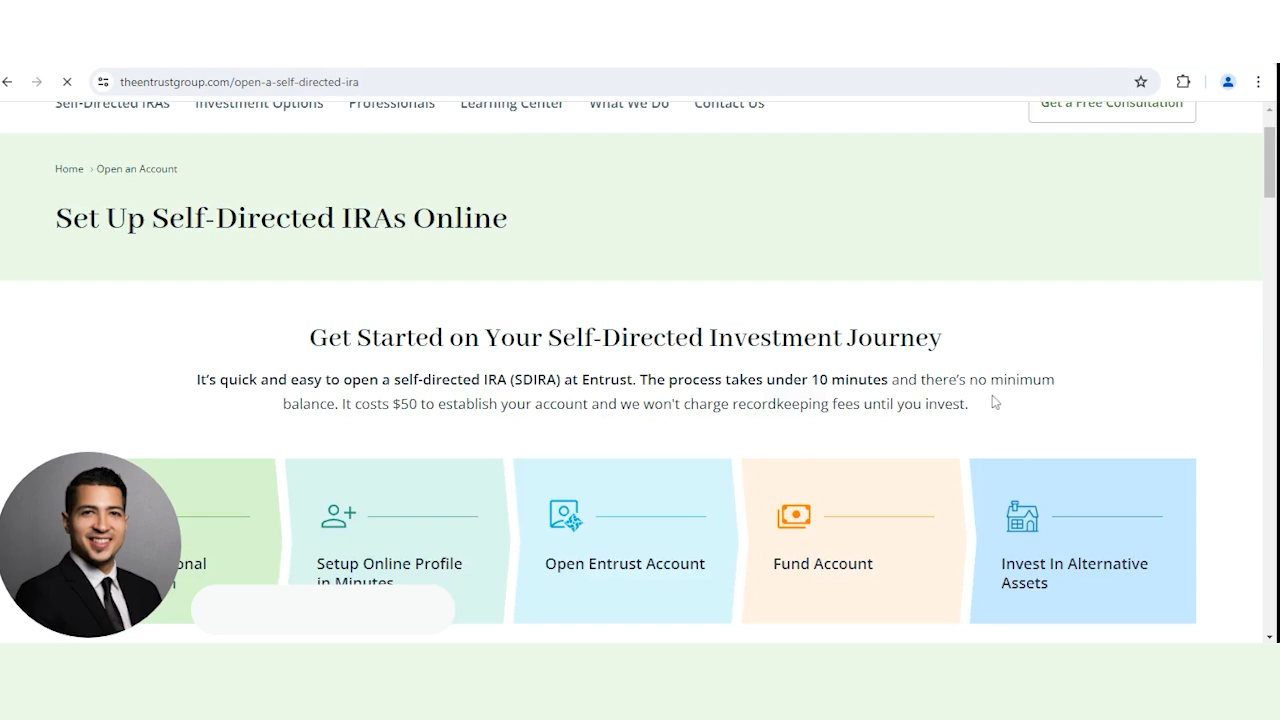 theentrustgroup.com/open-a-self-directed-ira
Self-Directed IRAs Investment Options Professionals Learning Center What We Do Contact Us Get a Free Consultation
Home > Open an Account
Set Up Self-Directed IRAs Online
Get Started on Your Self-Directed Investment Journey
It's quick and easy to open a self-directed IRA (SDIRA) at Entrust. The process takes under 10 minutes and there's no minimum
balance. It costs $50 to establish your account and we won't charge recordkeeping fees until you invest.
onal
Setup Online Profile
in Minutes
Open Entrust Account
Fund Account
Invest In Alternative
Assets